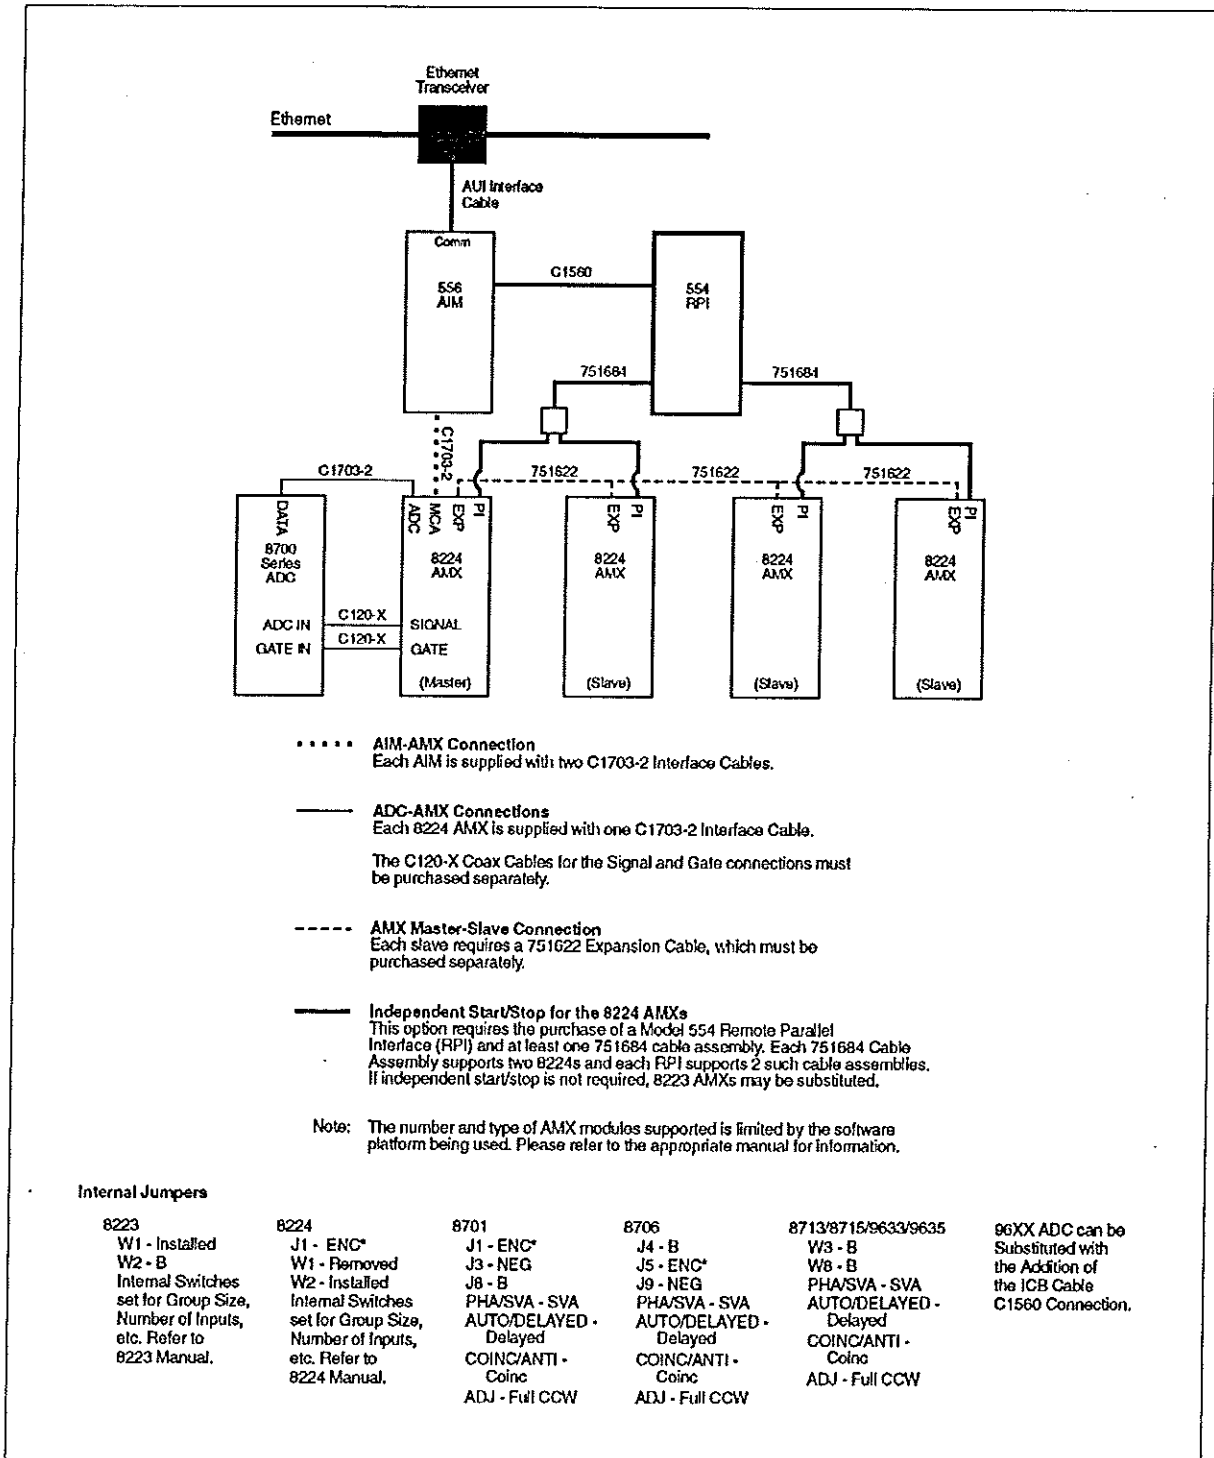 Ethernet
Transceiver
Ethernet
AUI Interface
Cable
Comm
556
AIM
C1560
554
RPI
751684
751684
C1703-2
C1703-2
751622
751622
751622
DATA
8700
Series
ADC
ADC IN
GATE IN
C120-X
C120-X
ADC
MCA
EXP
PI
8224
AMX
SIGNAL
GATE
(Master)
EXP
PI
8224
AMX
(Slave)
EXP
PI
8224
AMX
(Slave)
EXP
PI
8224
AMX
(Slave)
AIM-AMX Connection
Each AIM is supplied with two C1703-2 Interface Cables.
ADC-AMX Connections
Each 8224 AMX is supplied with one C1703-2 Interface Cable.
The C120-X Coax Cables for the Signal and Gate connections must
be purchased separately.
AMX Master-Slave Connection
Each slave requires a 751622 Expansion Cable, which must be
purchased separately.
Independent Start/Stop for the 8224 AMXs
This option requires the purchase of a Model 554 Remote Parallel
Interface (RPI) and at least one 751684 cable assembly. Each 751684 Cable
Assembly supports two 8224s and each RPI supports 2 such cable assemblies.
If independent start/stop is not required, 8223 AMXs may be substituted.
Note: The number and type of AMX modules supported is limited by the software
platform being used. Please refer to the appropriate manual for information.
Internal Jumpers
8223
W1 - Installed
W2 - B
Internal Switches
set for Group Size,
Number of Inputs,
etc. Refer to
8223 Manual.
8224
J1 - ENC*
W1 - Removed
W2 - Installed
Internal Switches
set for Group Size,
Number of Inputs,
etc. Refer to
8224 Manual.
8701
J1 - ENC*
J3 - NEG
J8 - B
PHA/SVA - SVA
AUTO/DELAYED -
Delayed
COINC/ANTI -
Coinc
ADJ - Full CCW
8706
J4 - B
J5 - ENC*
J9 - NEG
PHA/SVA - SVA
AUTO/DELAYED -
Delayed
COINC/ANTI -
Coinc
ADJ - Full CCW
8713/8715/9633/9635
W3 - B
W8 - B
PHA/SVA - SVA
AUTO/DELAYED -
Delayed
COINC/ANTI -
Coinc
ADJ - Full CCW
96XX ADC can be
Substituted with
the Addition of
the ICB Cable
C1560 Connection.